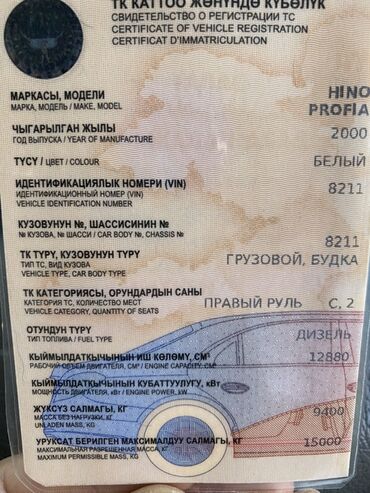 ТК КАТТОО ЖӨНҮНДӨ КҮБӨЛҮК
СВИДЕТЕЛЬСТВО О РЕГИСТРАЦИИ ТС
CERTIFICATE OF VEHICLE REGISTRATION
CERTIFICAT D'IMMATRICULATION
МАРКАСЫ, МОДЕЛИ
МАРКА, МОДЕЛЬ / MAKE, MODEL
HINO
PROFIA
ЧЫГАРЫЛГАН ЖЫЛЫ
ГОД ВЫПУСКА / YEAR OF MANUFACTURE
2000
ТҮСҮ / ЦВЕТ / COLOUR
БЕЛЫЙ
ИДЕНТИФИКАЦИЯЛЫК НОМЕРИ (VIN)
ИДЕНТИФИКАЦИОННЫЙ НОМЕР (VIN)
VEHICLE IDENTIFICATION NUMBER
8211
КУЗОВУНУН №, ШАССИСИНИН №
№ КУЗОВА, № ШАССИ / CAR BODY №, CHASSIS №
8211
ТК ТҮРҮ, КУЗОВУНУН ТҮРҮ
ТИП ТС, ВИД КУЗОВА
VEHICLE TYPE, CAR BODY TYPE
ГРУЗОВОЙ, БУДКА
ТК КАТЕГОРИЯСЫ, ОРУНДАРДЫН САНЫ
КАТЕГОРИЯ ТС, КОЛИЧЕСТВО МЕСТ
VEHICLE CATEGORY, QUANTITY OF SEATS
ПРАВЫЙ РУЛЬ C, 2
ОТУНДУН ТҮРҮ
ТИП ТОПЛИВА / FUEL TYPE
ДИЗЕЛЬ
КЫЙМЫЛДАТКЫЧЫНЫН ИШ КӨЛӨМҮ, СМ³
РАБОЧИЙ ОБЪЕМ ДВИГАТЕЛЯ, СМ³ / ENGINE CAPACITY, CM³
12880
КЫЙМЫЛДАТКЫЧЫНЫН КУБАТТУУЛУГУ, кВт
МОЩНОСТЬ ДВИГАТЕЛЯ, кВт / ENGINE POWER, kW
ЖҮКСҮЗ САЛМАГЫ, КГ
МАССА БЕЗ НАГРУЗКИ, КГ
UNLADEN MASS, KG
9400
УРУКСАТ БЕРИЛГЕН МАКСИМАЛДУУ САЛМАГЫ, КГ
МАКСИМАЛЬНАЯ РАЗРЕШЕННАЯ МАССА, КГ
MAXIMUM PERMISSIBLE MASS, KG
15000